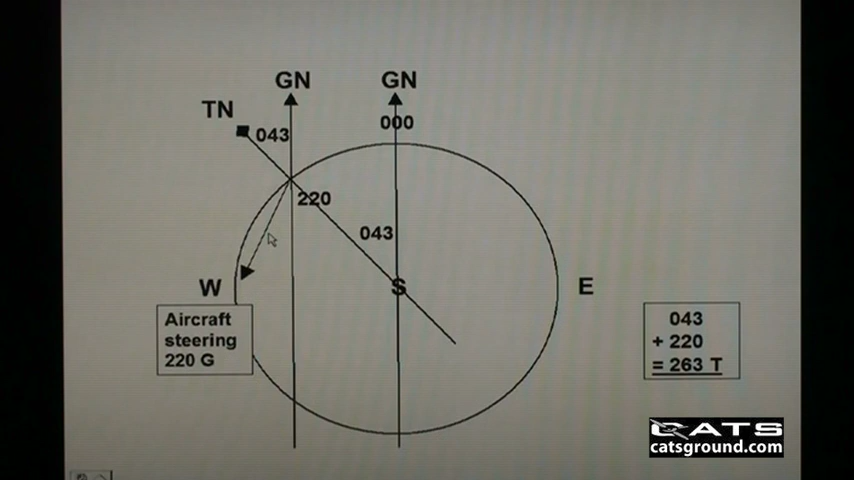 GN
GN
TN
043
000
220
043
W
S
E
Aircraft
steering
220 G
043
+ 220
= 263 T
CATS
catsground.com